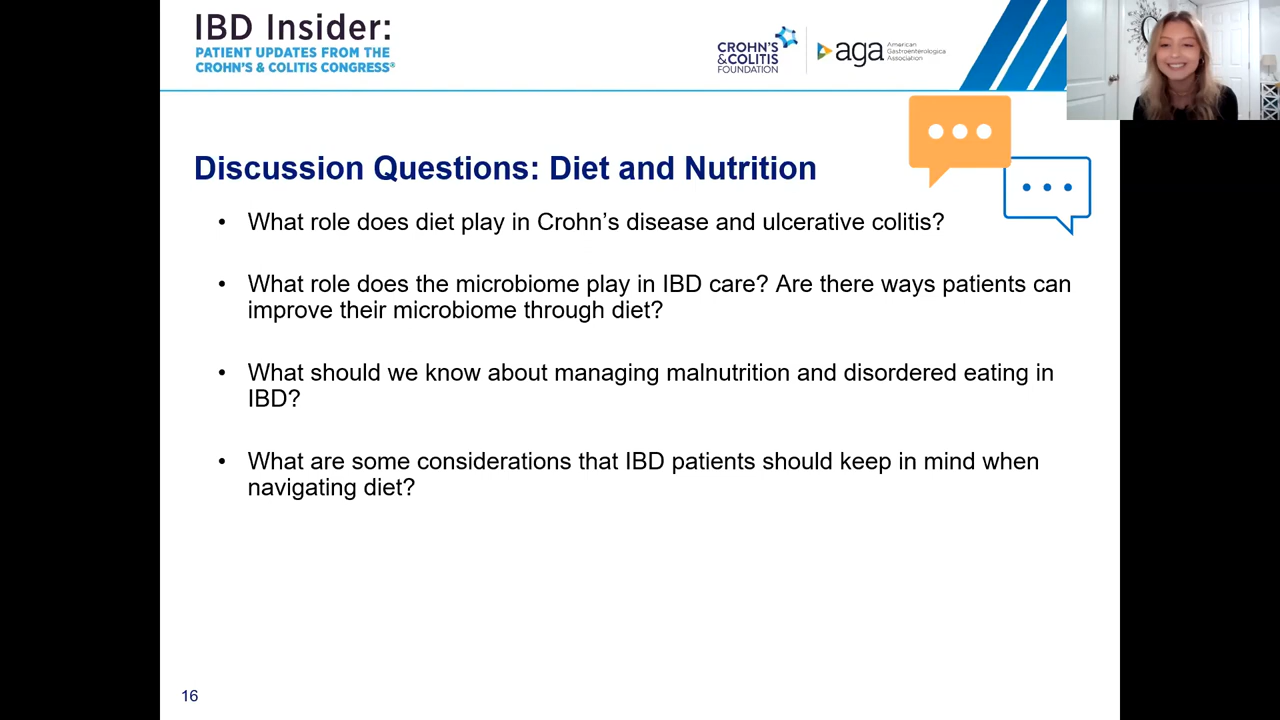 IBD Insider:
PATIENT UPDATES FROM THE
CROHN'S & COLITIS CONGRESS®
CROHN'S
& COLITIS
FOUNDATION
aga
American
Gastroenterological
Association
Discussion Questions: Diet and Nutrition
• What role does diet play in Crohn’s disease and ulcerative colitis?
• What role does the microbiome play in IBD care? Are there ways patients can
improve their microbiome through diet?
• What should we know about managing malnutrition and disordered eating in
IBD?
• What are some considerations that IBD patients should keep in mind when
navigating diet?
16